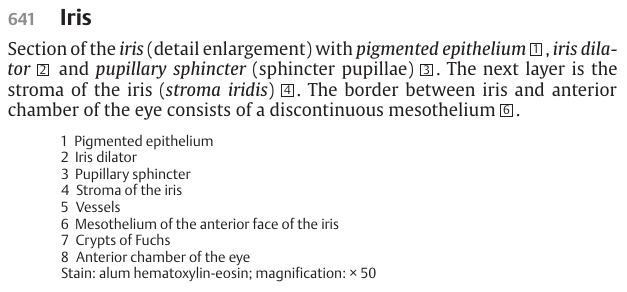 641 Iris
Section of the iris (detail enlargement) with pigmented epithelium 1, iris dila-
tor 2 and pupillary sphincter (sphincter pupillae) 3. The next layer is the
stroma of the iris (stroma iridis) 4. The border between iris and anterior
chamber of the eye consists of a discontinuous mesothelium 6.
1 Pigmented epithelium
2 Iris dilator
3 Pupillary sphincter
4 Stroma of the iris
5 Vessels
6 Mesothelium of the anterior face of the iris
7 Crypts of Fuchs
8 Anterior chamber of the eye
Stain: alum hematoxylin-eosin; magnification: × 50